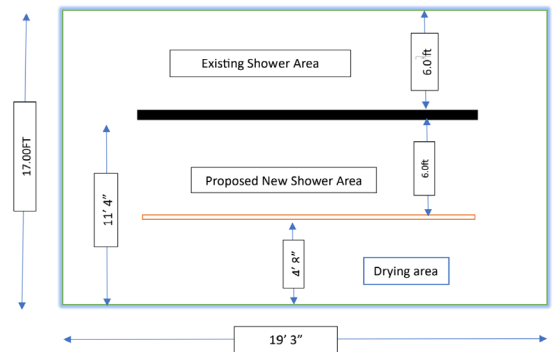 Existing Shower Area
6.0 ft
17.00FT
6.0ft
Proposed New Shower Area
11' 4"
4' 8"
Drying area
19' 3"